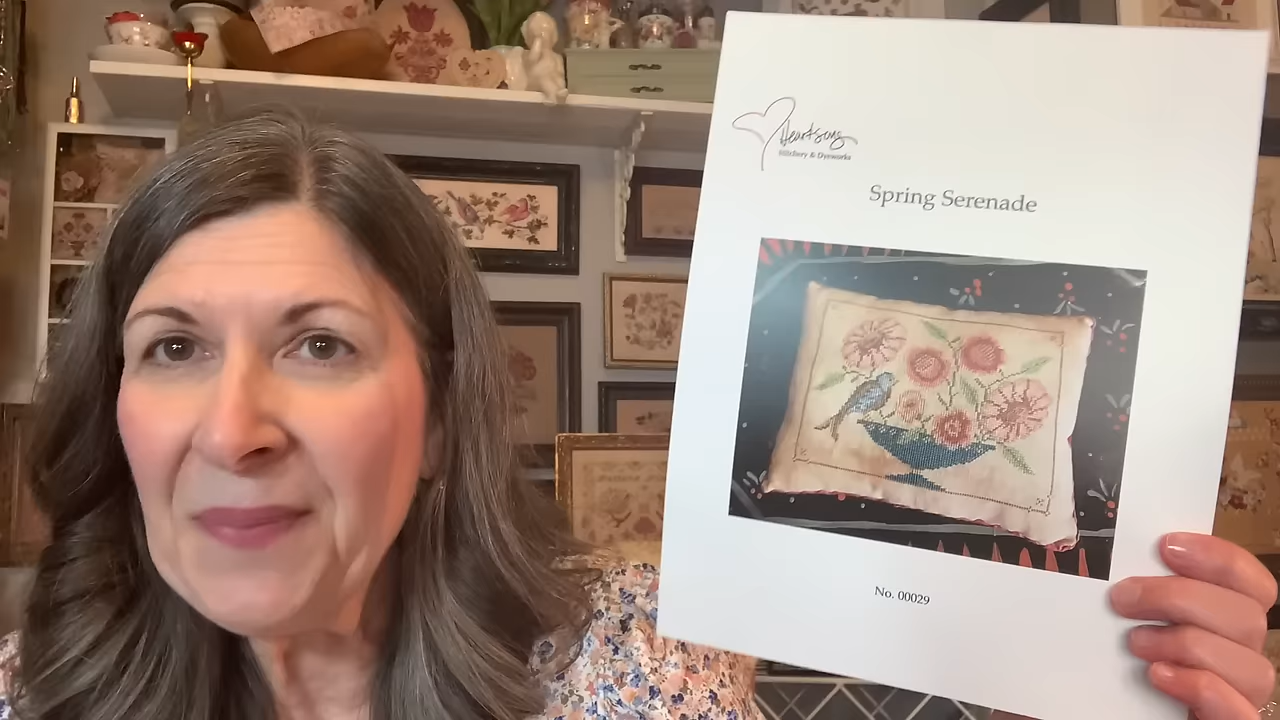 Heartsong
Stitchery & Dyeworks
Spring Serenade
No. 00029